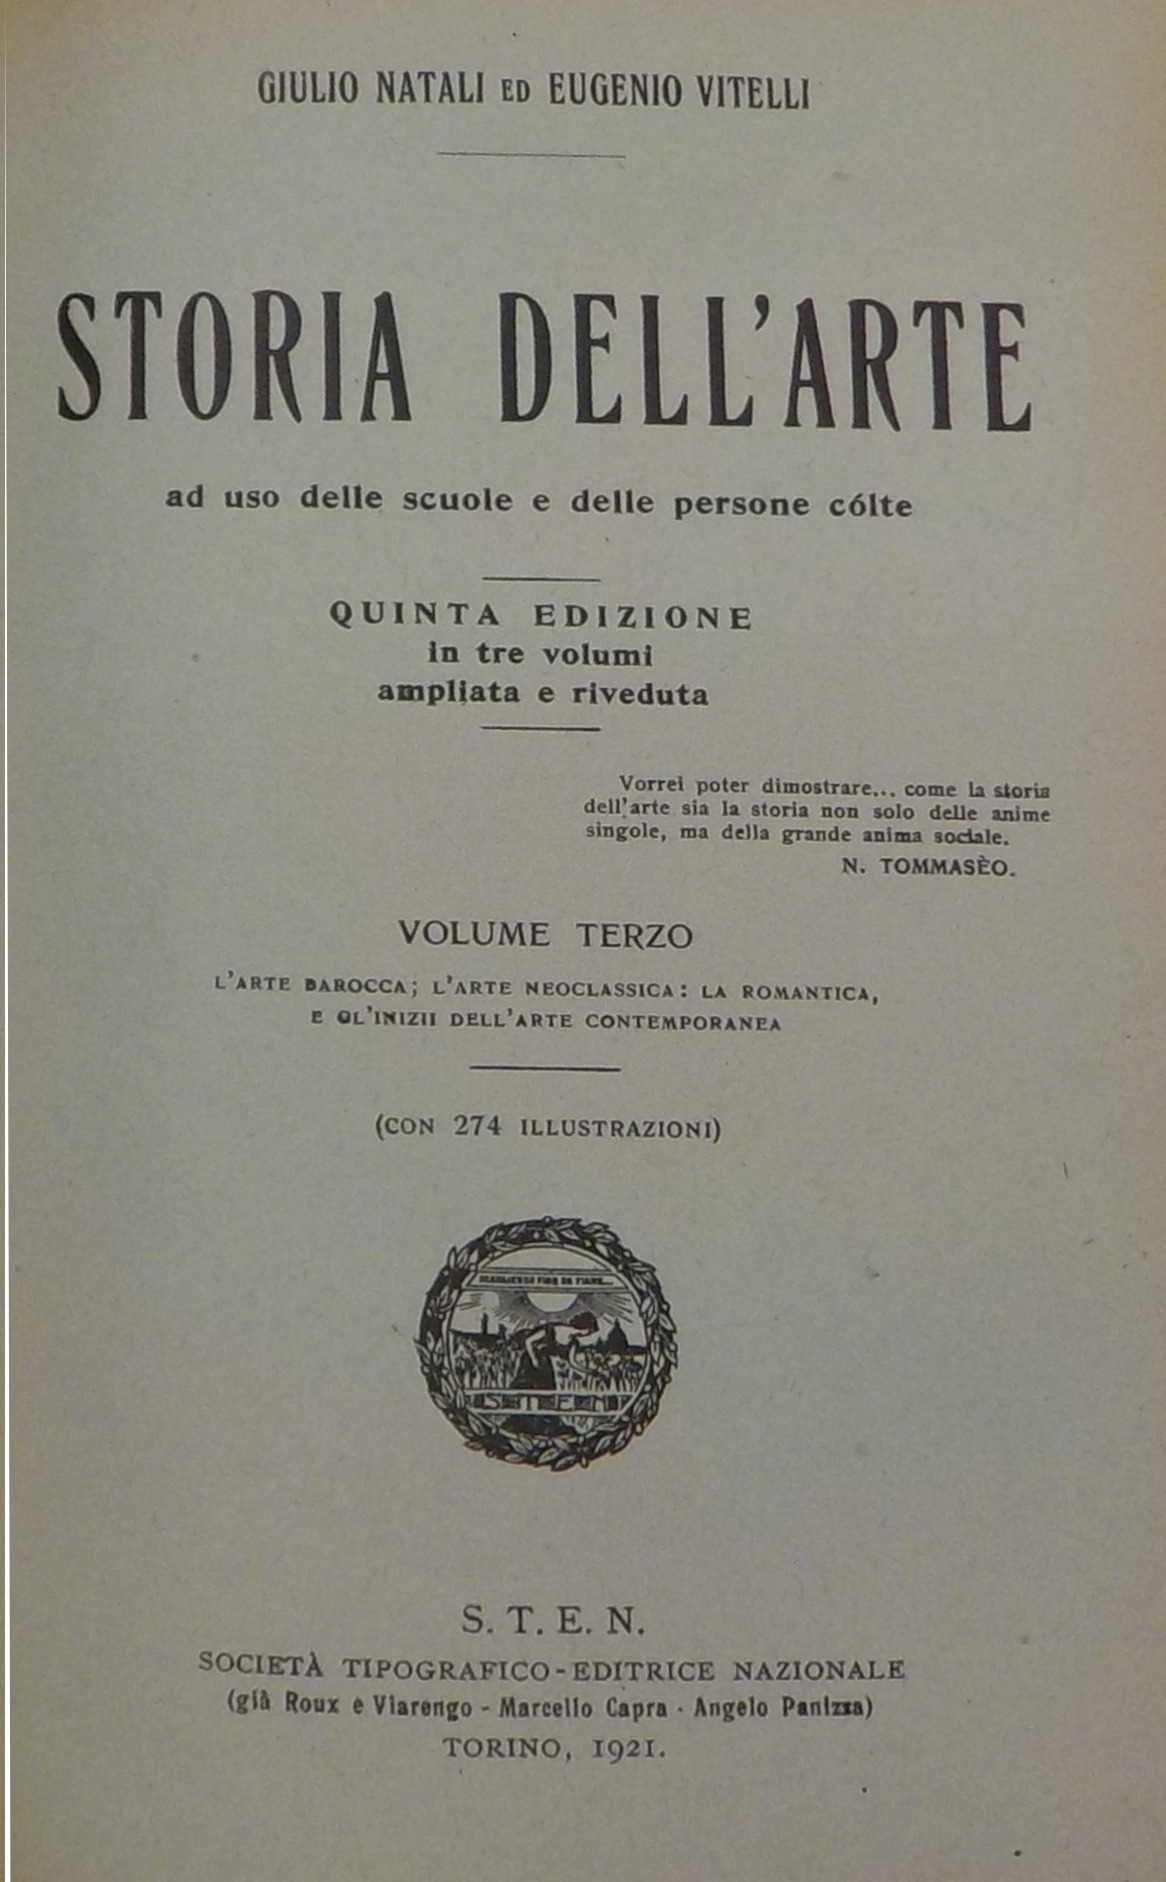 GIULIO NATALI ED EUGENIO VITELLI
STORIA DELL'ARTE
ad uso delle scuole e delle persone cólte
QUINTA EDIZIONE
in tre volumi
ampliata e riveduta
Vorrei poter dimostrare... come la storia
dell'arte sia la storia non solo delle anime
singole, ma della grande anima sociale.
N. TOMMASÈO.
VOLUME TERZO
L'ARTE BAROCCA; L'ARTE NEOCLASSICA: LA ROMANTICA,
E GL'INIZII DELL'ARTE CONTEMPORANEA
(CON 274 ILLUSTRAZIONI)
FIOR DA FIORE...
S·T·E·N
S. T. E. N.
SOCIETÀ TIPOGRAFICO-EDITRICE NAZIONALE
(già Roux e Viarengo - Marcello Capra - Angelo Panizza)
TORINO, 1921.